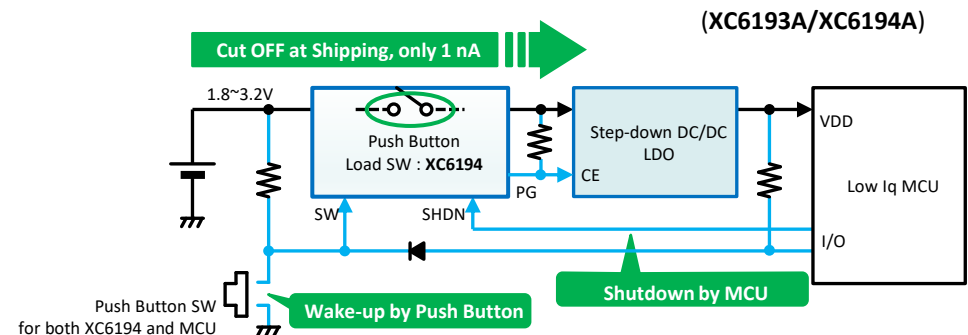 (XC6193A/XC6194A)
Cut OFF at Shipping, only 1 nA
1.8~3.2V
Push Button
Load SW : XC6194
Step-down DC/DC
LDO
VDD
PG
CE
Low Iq MCU
SW
SHDN
I/O
Shutdown by MCU
Wake-up by Push Button
Push Button SW
for both XC6194 and MCU